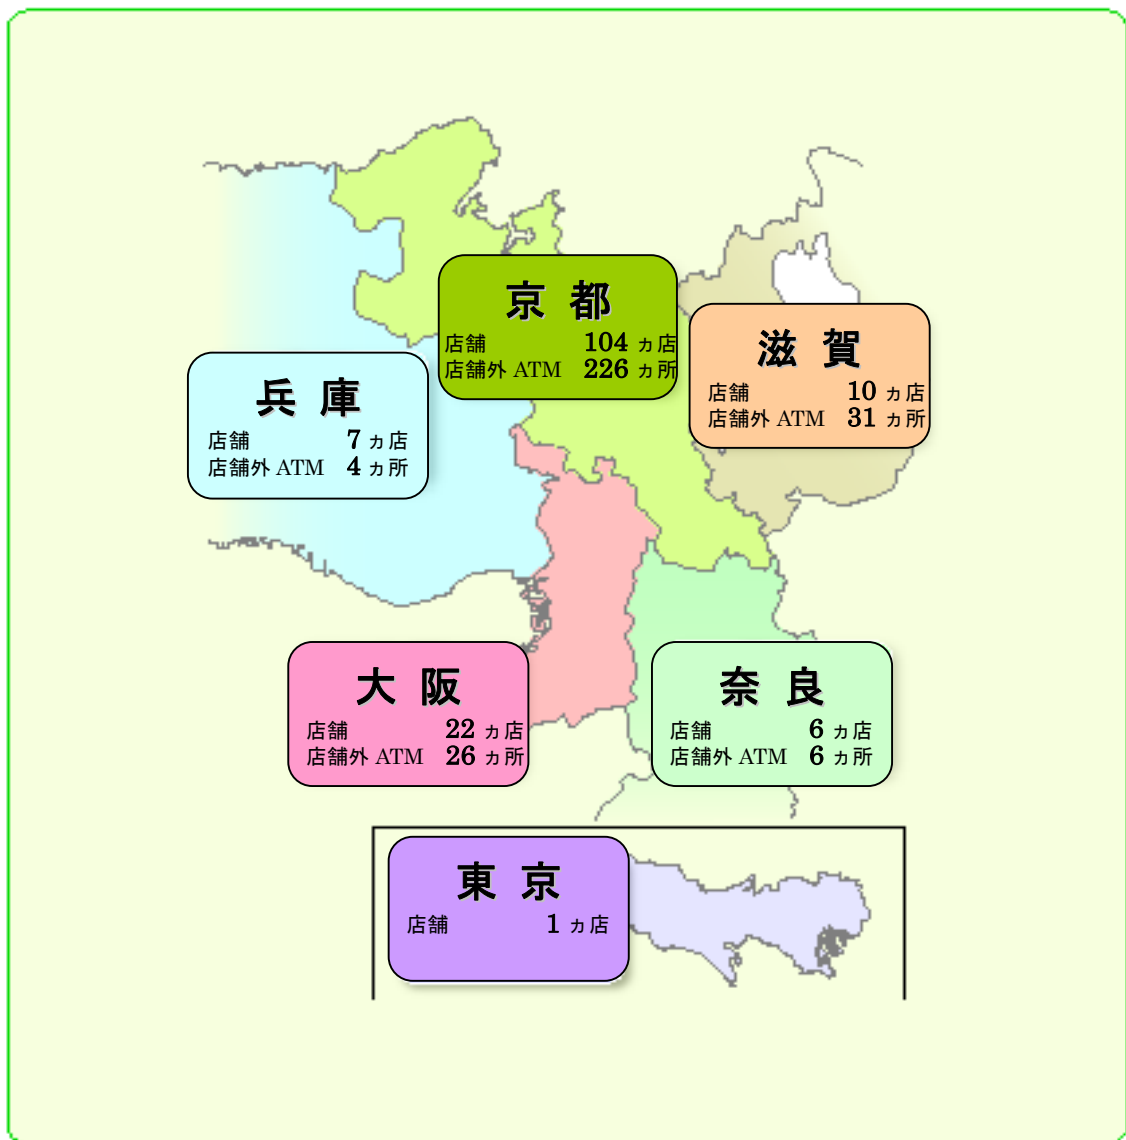 京 都
店舗 104 ヵ店
店舗外 ATM 226 ヵ所
滋 賀
店舗 10 ヵ店
店舗外 ATM 31 ヵ所
兵 庫
店舗 7 ヵ店
店舗外 ATM 4 ヵ所
大 阪
店舗 22 ヵ店
店舗外 ATM 26 ヵ所
奈 良
店舗 6 ヵ店
店舗外 ATM 6 ヵ所
東 京
店舗 1 ヵ店